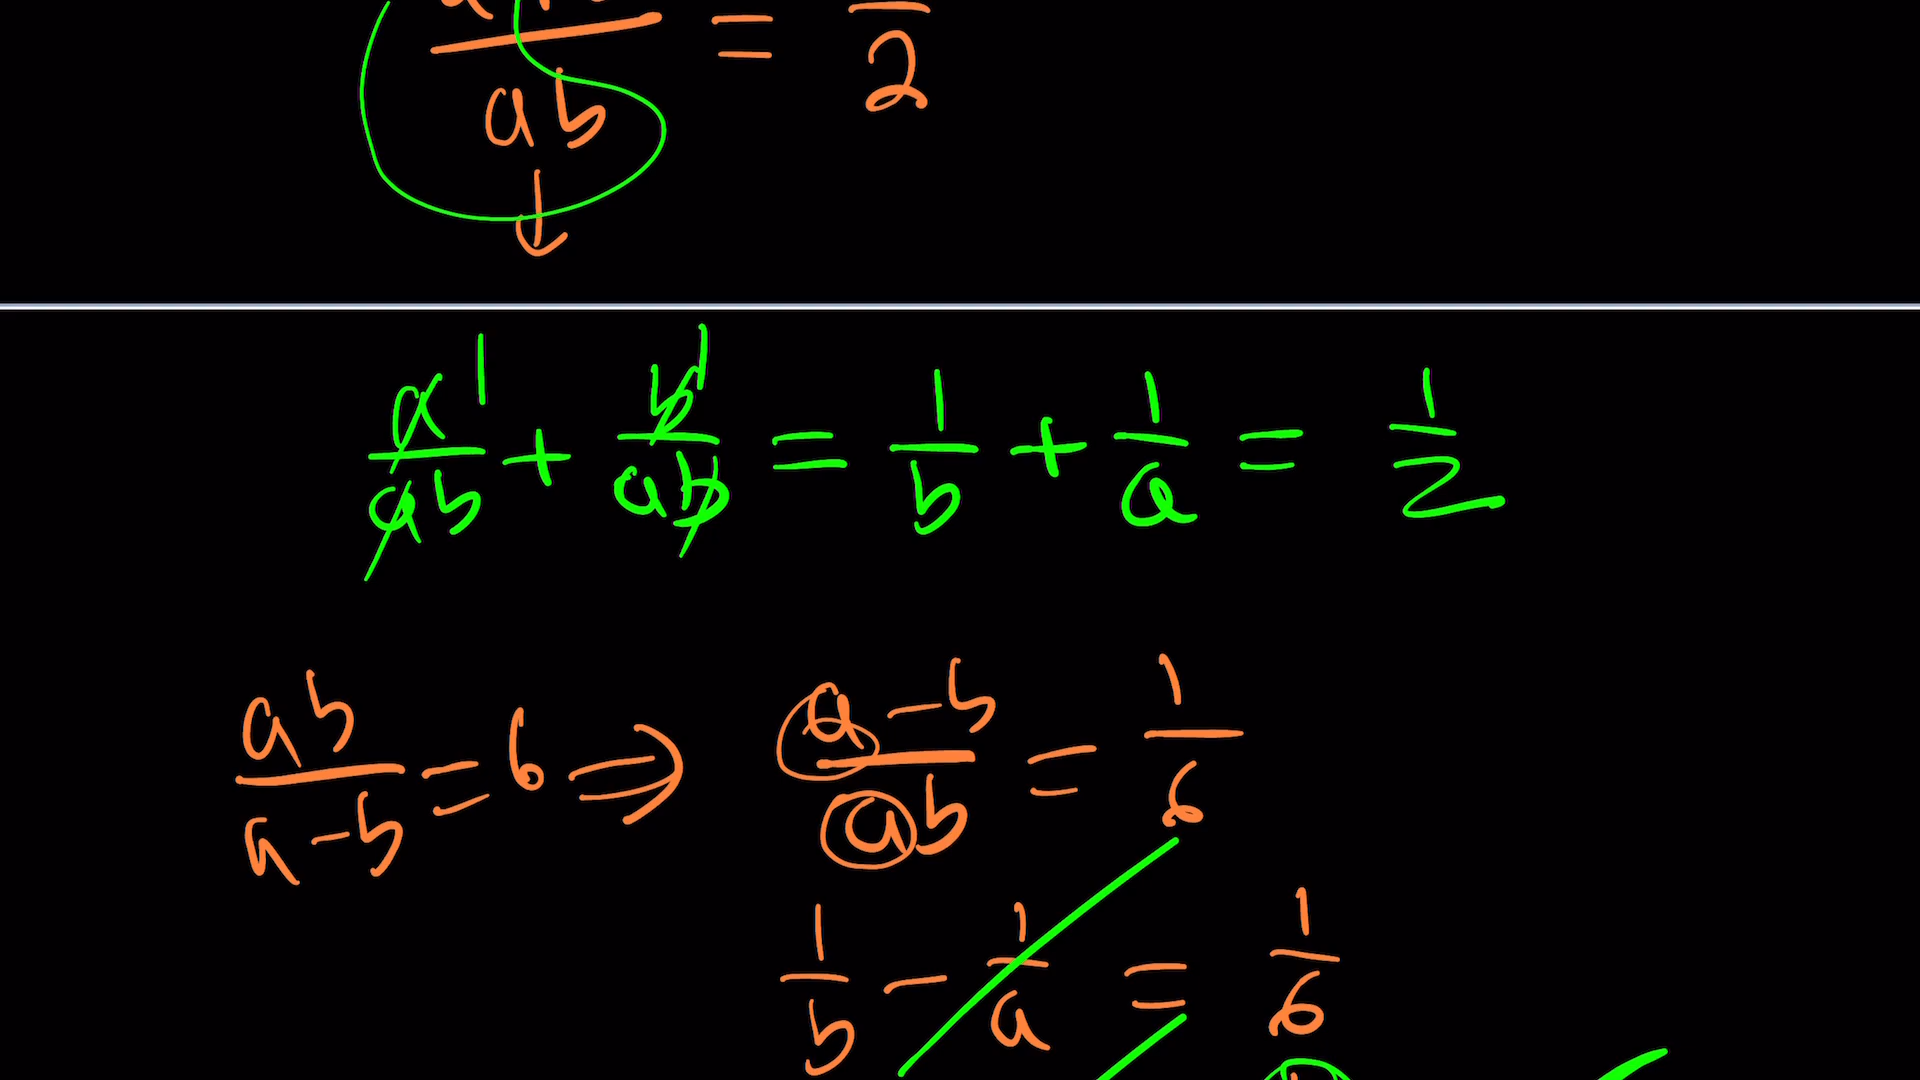 /ab = /2
a/ab + b/ab = 1/b + 1/a = 1/2
ab/a-b = 6 ⇒ a-b/ab = 1/6
1/b - 1/a = 1/6